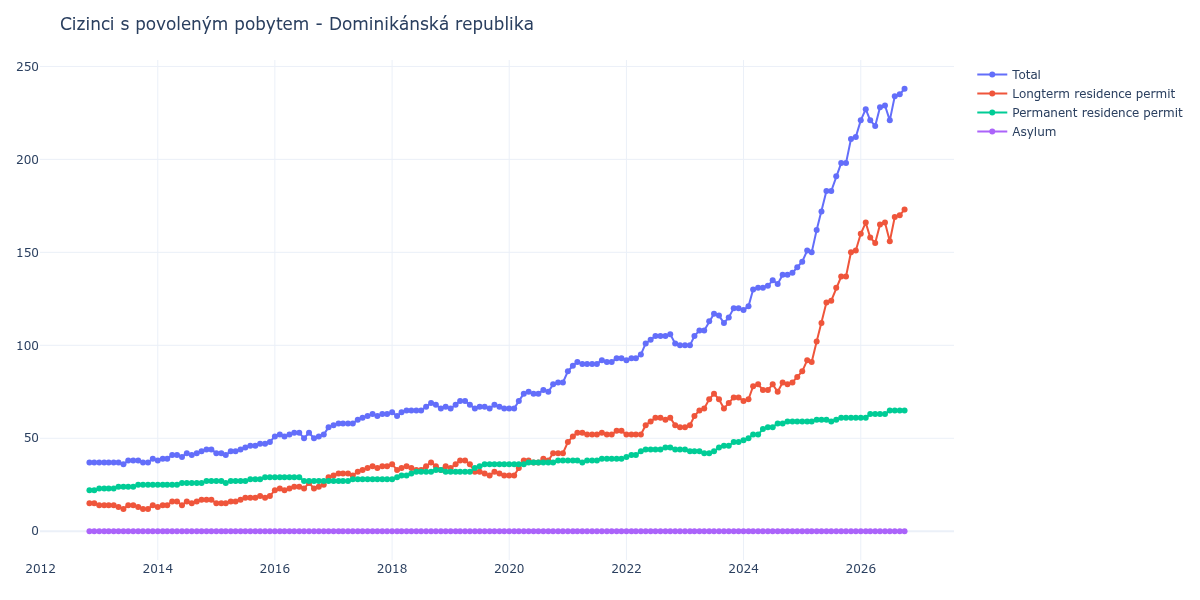 Cizinci s povoleným pobytem - Dominikánská republika
250
200
150
100
50
0
2012
2014
2016
2018
2020
2022
2024
2026
Total
Longterm residence permit
Permanent residence permit
Asylum